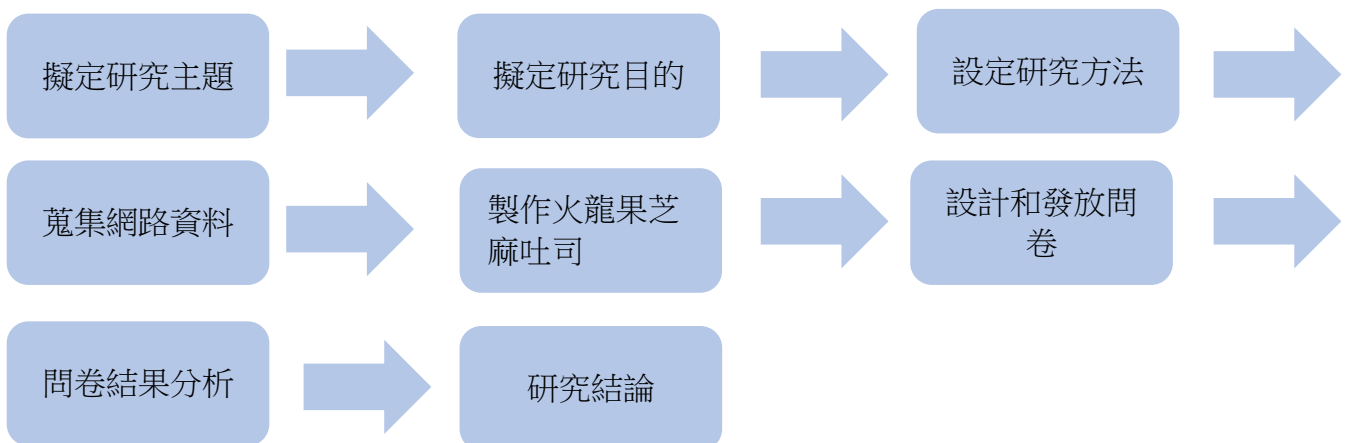 擬定研究主題
擬定研究目的
設定研究方法
蒐集網路資料
製作火龍果芝
麻吐司
設計和發放問
卷
問卷結果分析
研究結論